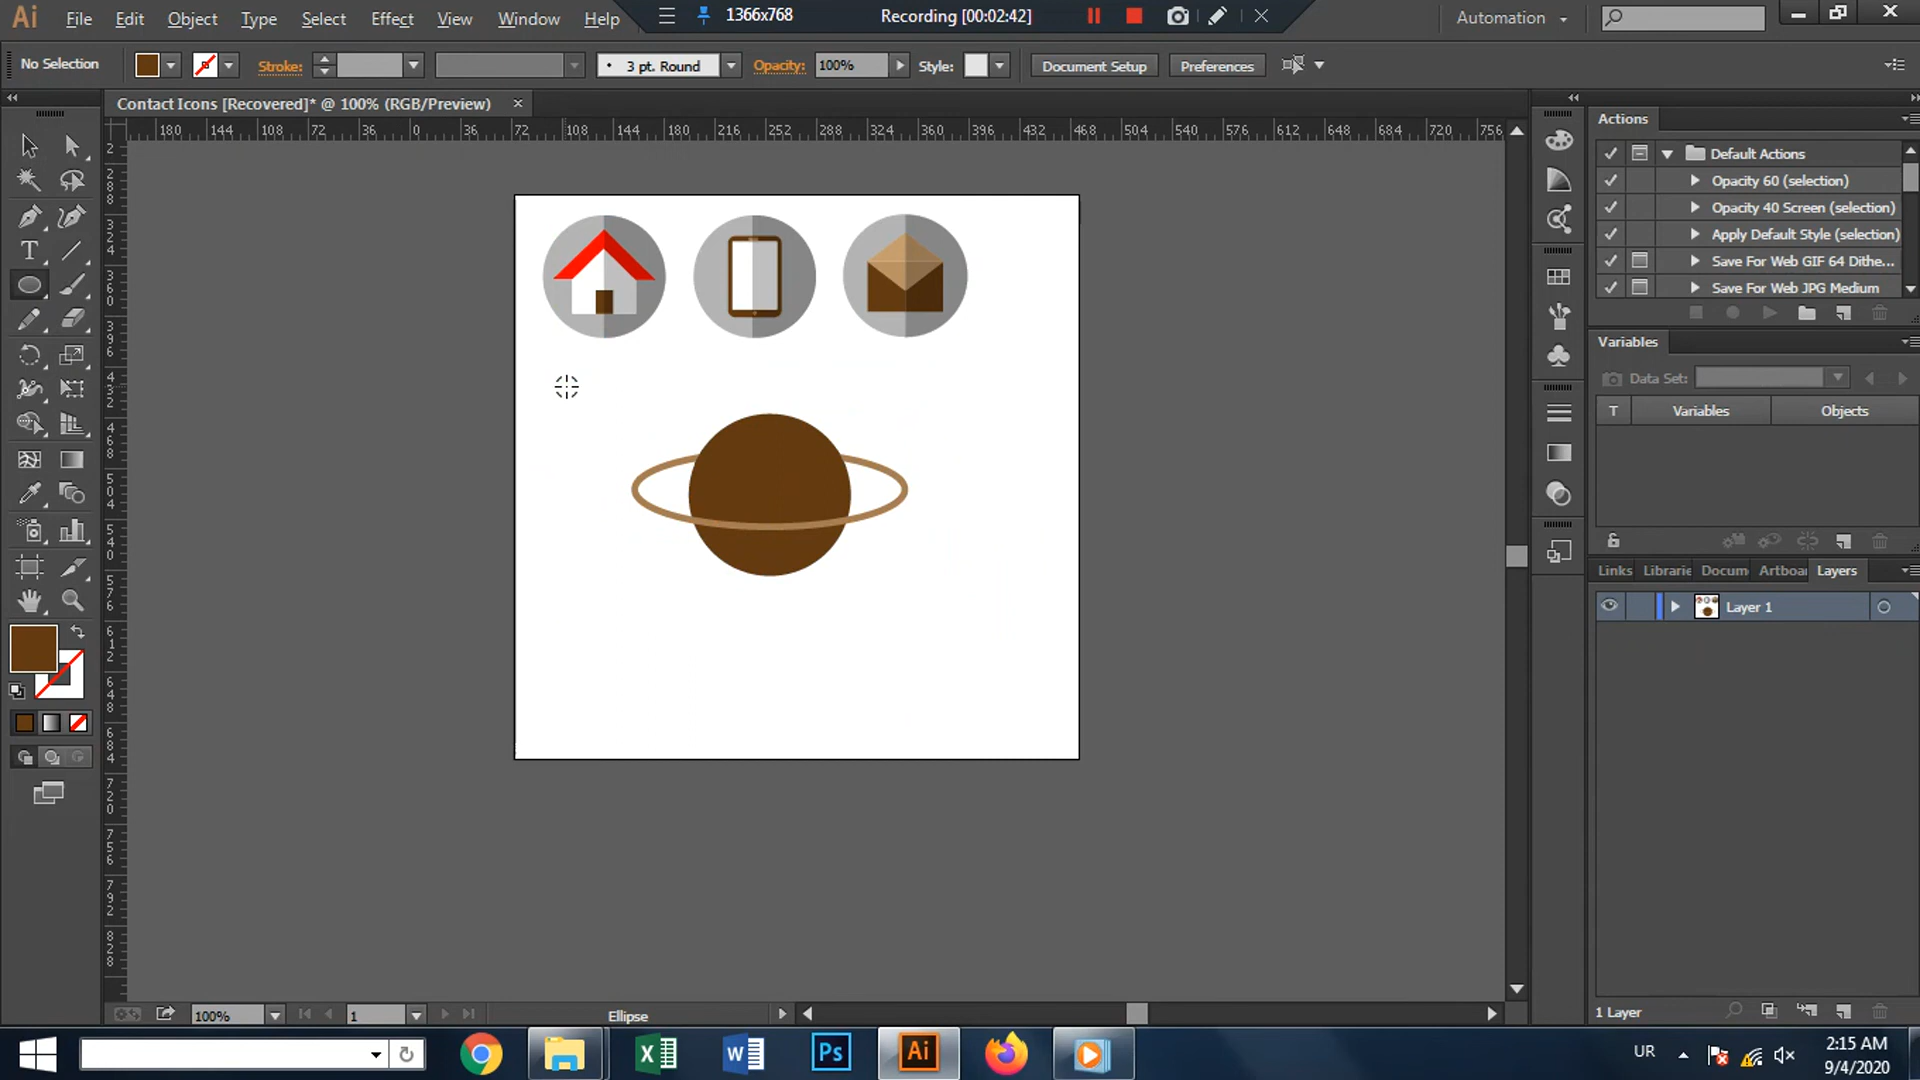 Ai File Edit Object Type Select Effect View Window Help
1366x768 Recording [00:02:42]
Automation
No Selection Stroke: 3 pt. Round Opacity: 100% Style: Document Setup Preferences
Contact Icons [Recovered]* @ 100% (RGB/Preview)
180 144 108 72 36 0 36 72 108 144 180 216 252 288 324 360 396 432 468 504 540 576 612 648 684 720 756
Actions
Default Actions
Opacity 60 (selection)
Opacity 40 Screen (selection)
Apply Default Style (selection)
Save For Web GIF 64 Dithe...
Save For Web JPG Medium
Variables
Data Set:
T Variables Objects
Links Librarie Docum Artboar Layers
Layer 1
1 Layer
100% 1 Ellipse
Ps Ai UR 2:15 AM
9/4/2020